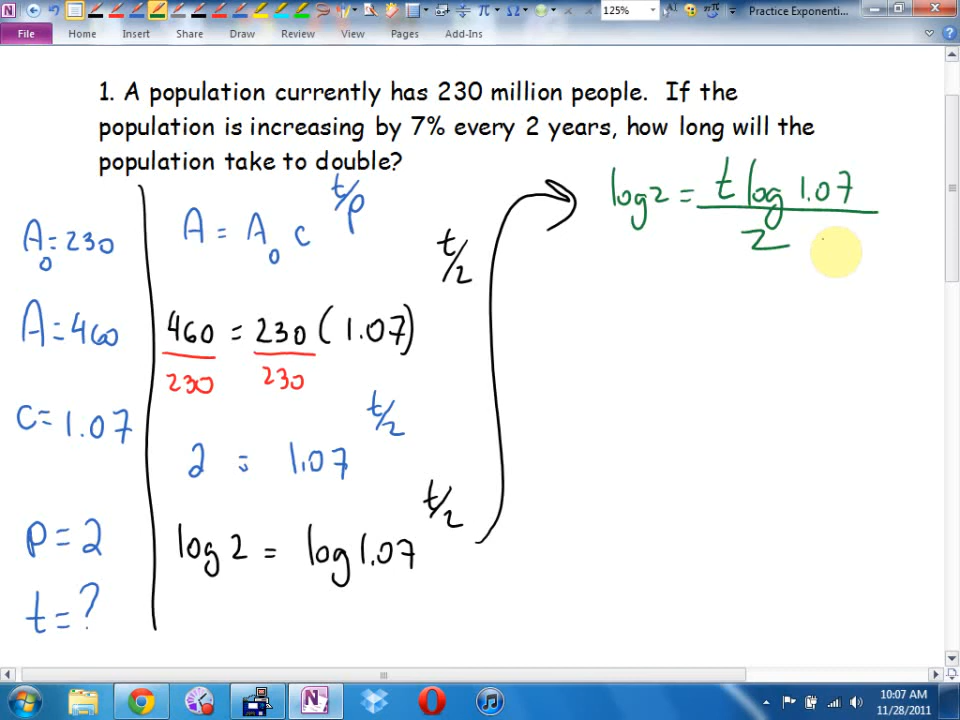 125%
Practice Exponenti...
File Home Insert Share Draw Review View Pages Add-Ins
1. A population currently has 230 million people. If the
population is increasing by 7% every 2 years, how long will the
population take to double?
A₀ = 230
A = 460
c = 1.07
p = 2
t = ?
A = A₀ c^(t/p)
460 = 230 (1.07)^(t/2)
230 230
2 = 1.07^(t/2)
log 2 = log 1.07^(t/2)
log 2 = t log 1.07
2
10:07 AM
11/28/2011